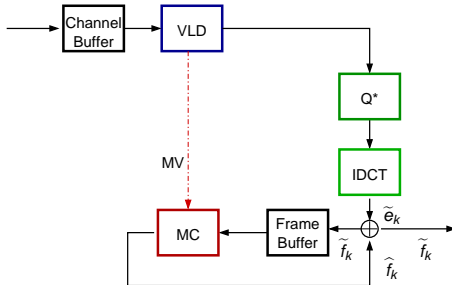 Channel
Buffer
VLD
Q*
MV
IDCT
MC
Frame
Buffer
ẽₖ
f̃ₖ
f̃ₖ
f̂ₖ